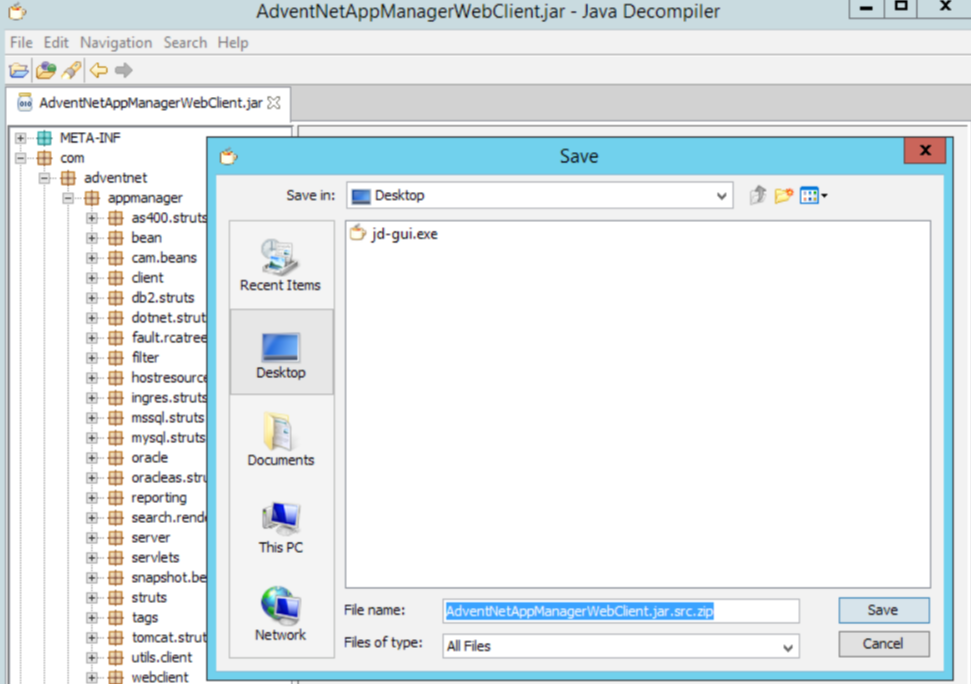 AdventNetAppManagerWebClient.jar - Java Decompiler
File Edit Navigation Search Help
AdventNetAppManagerWebClient.jar
META-INF
com
adventnet
appmanager
as400.struts
bean
cam.beans
client
db2.struts
dotnet.strut
fault.rcatree
filter
hostresource
ingres.struts
mssql.struts
mysql.struts
oracle
oracleas.stru
reporting
search.rende
server
servlets
snapshot.be
struts
tags
tomcat.strut
utils.client
webclient
Save
Save in: Desktop
jd-gui.exe
Recent Items
Desktop
Documents
This PC
Network
File name: AdventNetAppManagerWebClient.jar.src.zip Save
Files of type: All Files Cancel